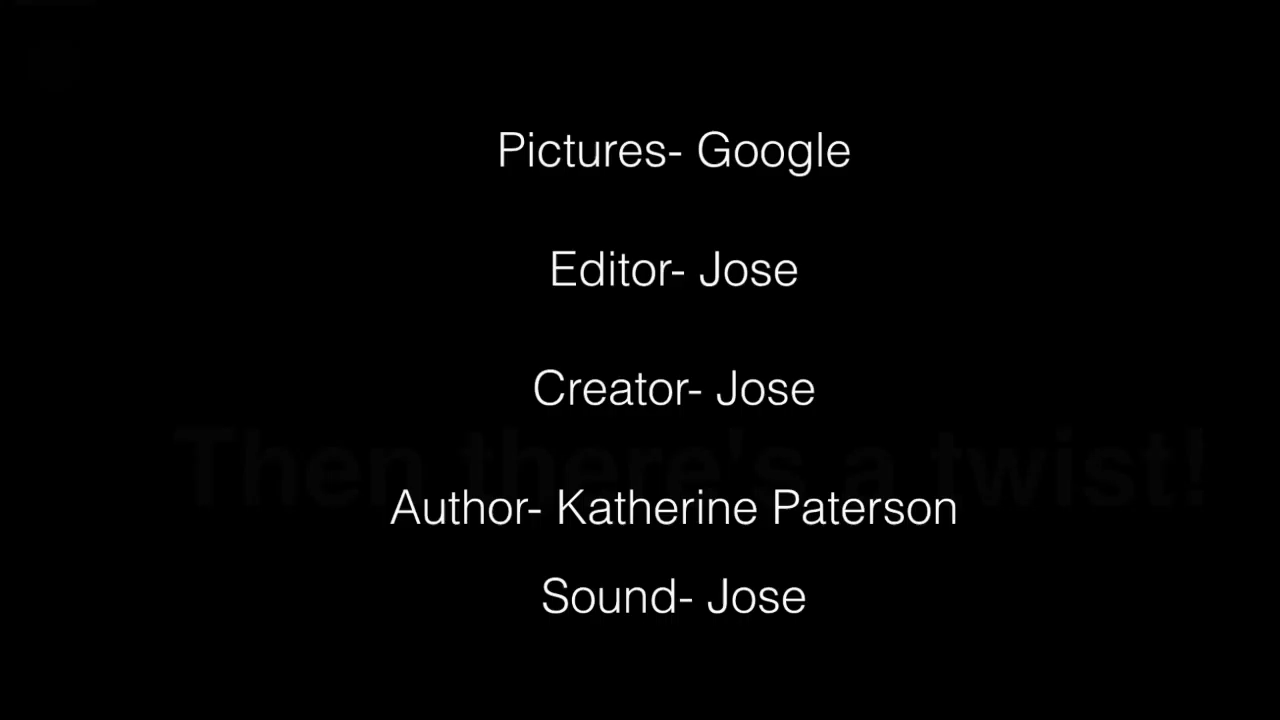 Pictures- Google
Editor- Jose
Creator- Jose
Then there's a twist!
Author- Katherine Paterson
Sound- Jose